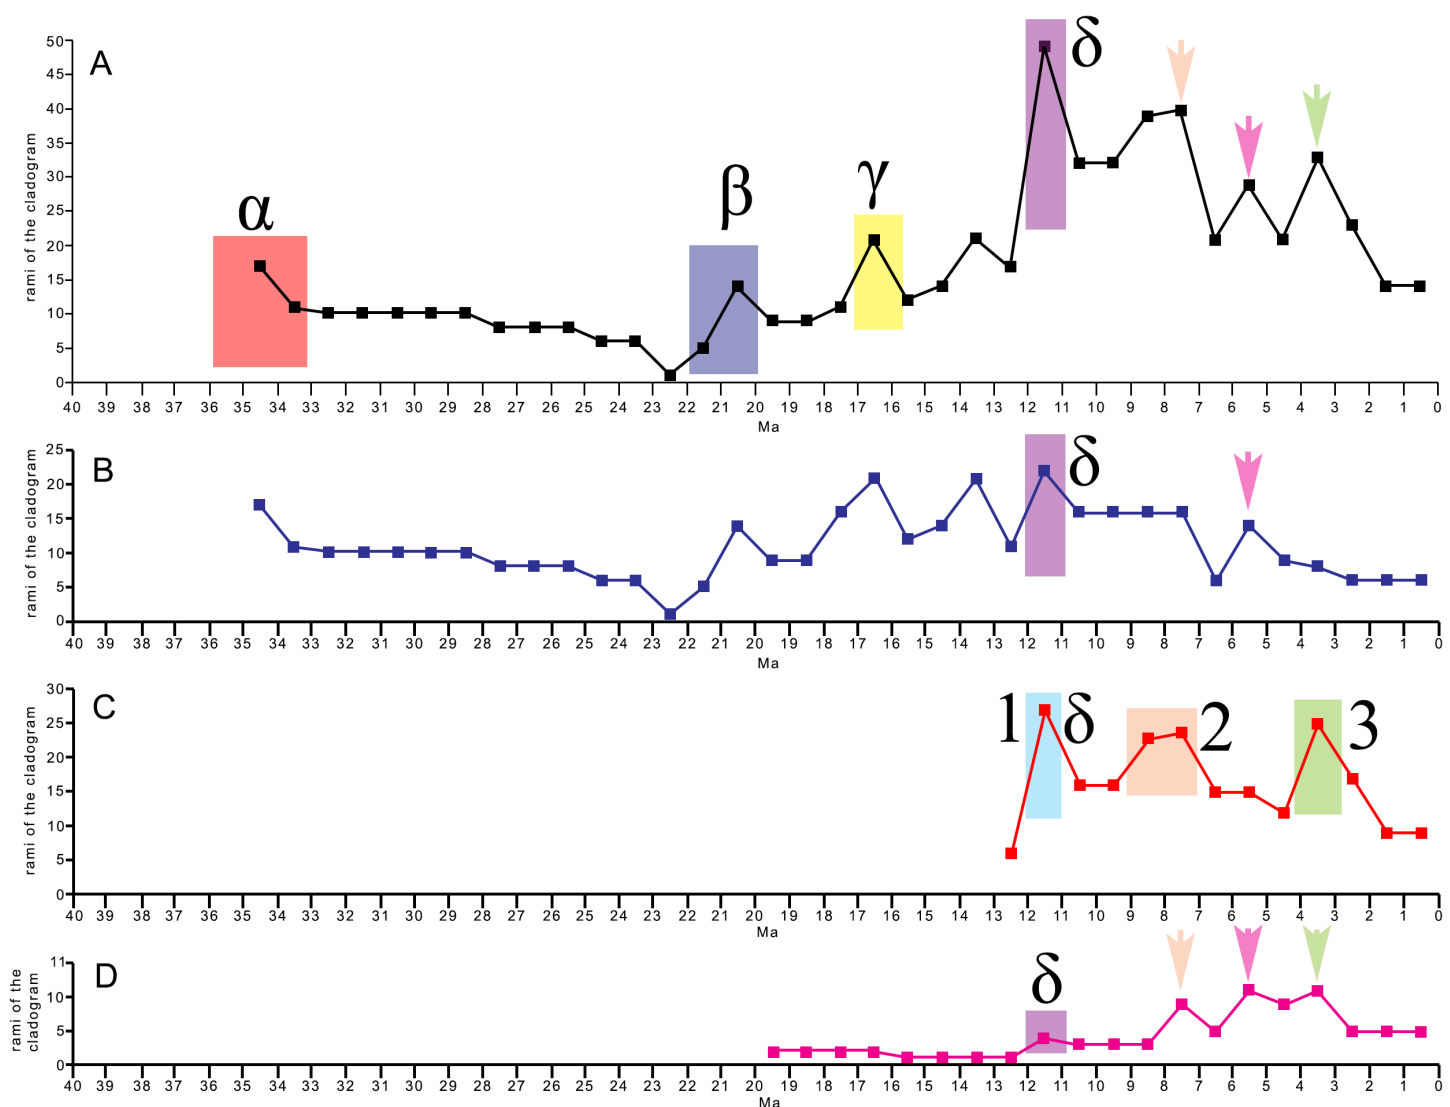 A
rami of the cladogram
50
45
40
35
30
25
20
15
10
5
0
α
β
γ
δ
40 39 38 37 36 35 34 33 32 31 30 29 28 27 26 25 24 23 22 21 20 19 18 17 16 15 14 13 12 11 10 9 8 7 6 5 4 3 2 1 0
Ma
B
rami of the cladogram
25
20
15
10
5
0
δ
40 39 38 37 36 35 34 33 32 31 30 29 28 27 26 25 24 23 22 21 20 19 18 17 16 15 14 13 12 11 10 9 8 7 6 5 4 3 2 1 0
Ma
C
rami of the cladogram
30
25
20
15
10
5
0
1 δ 2 3
40 39 38 37 36 35 34 33 32 31 30 29 28 27 26 25 24 23 22 21 20 19 18 17 16 15 14 13 12 11 10 9 8 7 6 5 4 3 2 1 0
Ma
D
rami of the
cladogram
11
10
5
0
δ
40 39 38 37 36 35 34 33 32 31 30 29 28 27 26 25 24 23 22 21 20 19 18 17 16 15 14 13 12 11 10 9 8 7 6 5 4 3 2 1 0
Ma